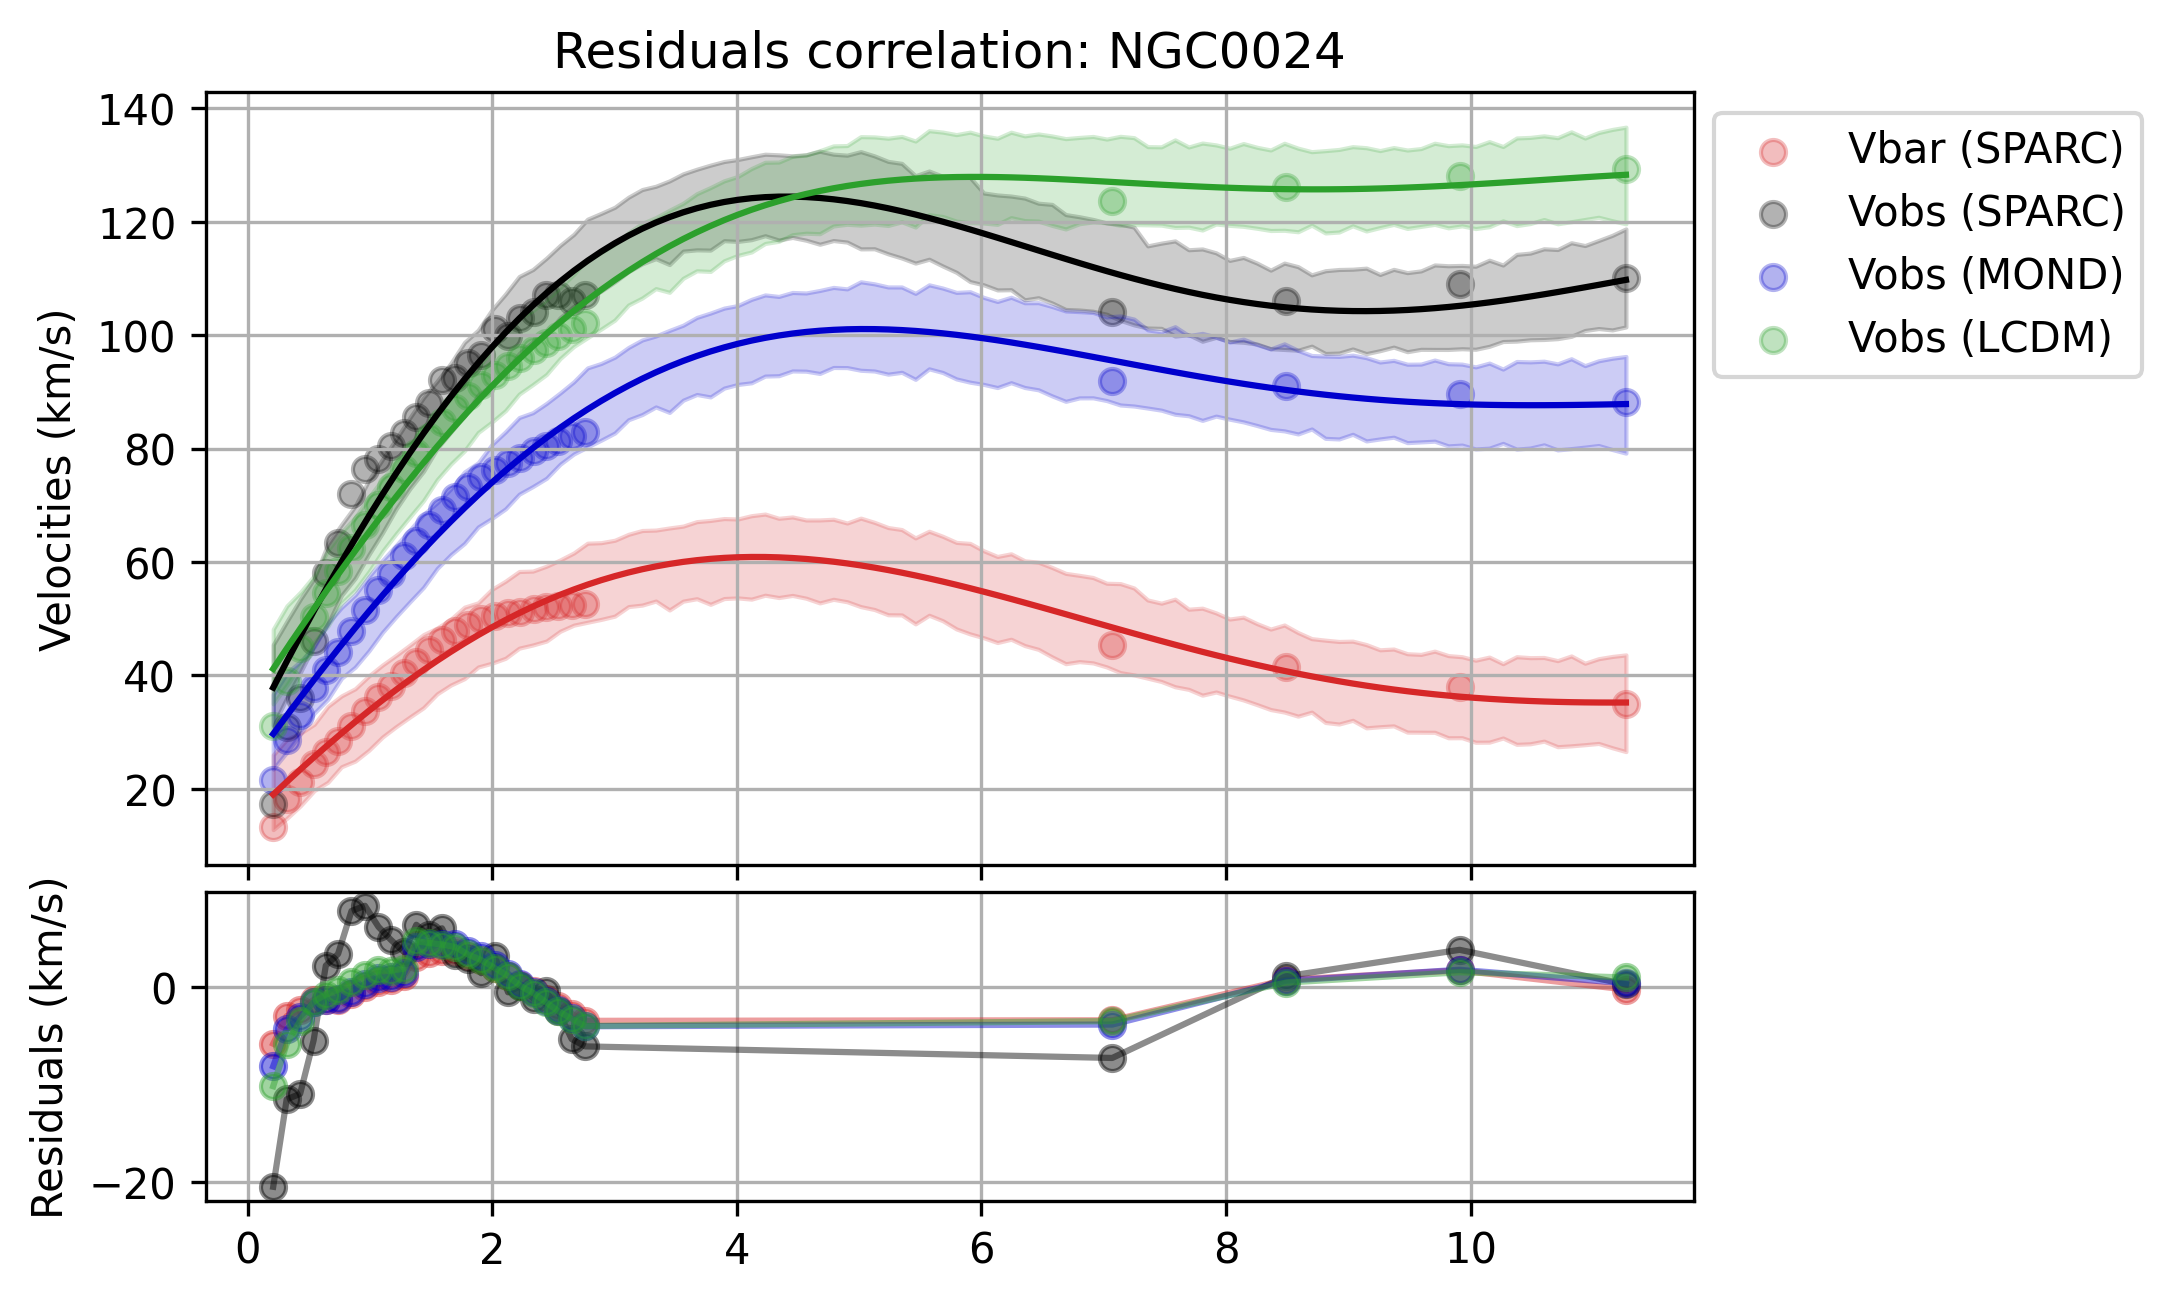 Residuals correlation: NGC0024
Velocities (km/s)
140
120
100
80
60
40
20
Vbar (SPARC)
Vobs (SPARC)
Vobs (MOND)
Vobs (LCDM)
Residuals (km/s)
0
−20
0 2 4 6 8 10